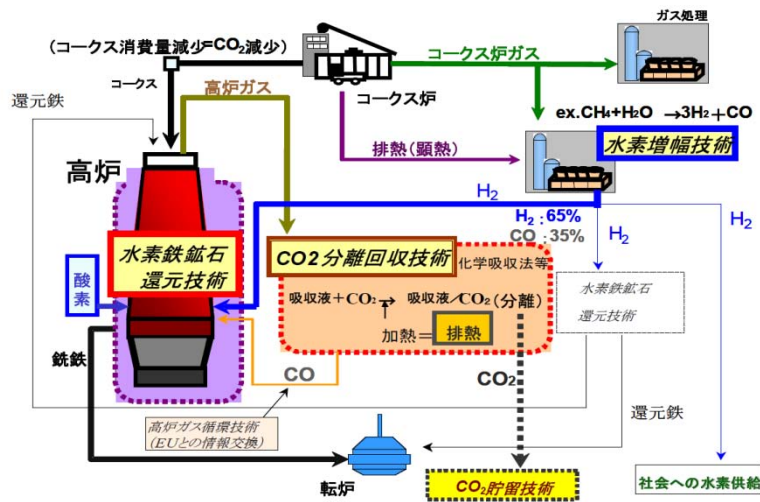 ガス処理
(コークス消費量減少=CO₂減少)
コークス炉ガス
コークス
高炉ガス
コークス炉
還元鉄
ex.CH₄+H₂O →3H₂+CO
排熱(顕熱)
水素増幅技術
高炉
H₂
H₂:65%
CO:35%
H₂
H₂
水素鉄鉱石
還元技術
CO2分離回収技術
化学吸収法等
酸素
吸収液+CO₂→吸収液/CO₂(分離)
水素鉄鉱石
還元技術
加熱=排熱
銑鉄
CO
CO₂
高炉ガス循環技術
(EUとの情報交換)
還元鉄
転炉
CO₂貯留技術
社会への水素供給